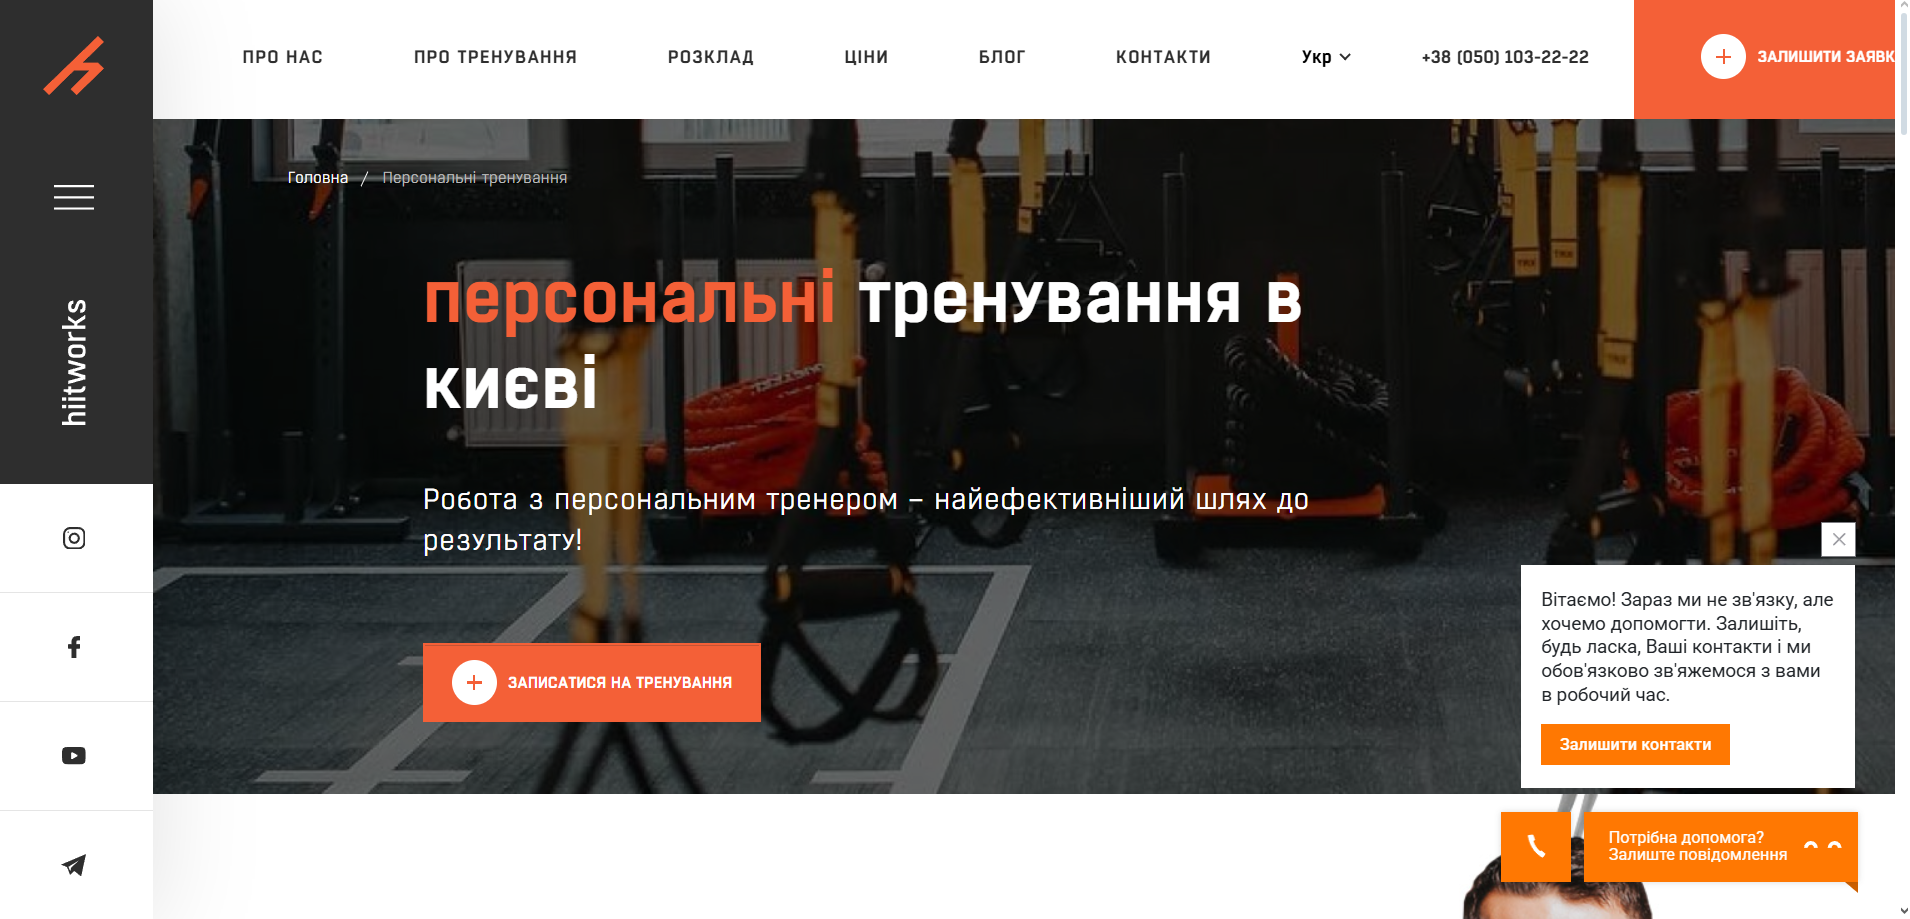 ПРО НАС
ПРО ТРЕНУВАННЯ
РОЗКЛАД
ЦІНИ
БЛОГ
КОНТАКТИ
Укр
+38 (050) 103-22-22
ЗАЛИШИТИ ЗАЯВК
hiitworks
Головна / Персональні тренування
персональні тренування в
києві
Робота з персональним тренером – найефективніший шлях до
результату!
ЗАПИСАТИСЯ НА ТРЕНУВАННЯ
TRX
TRX
Вітаємо! Зараз ми не зв'язку, але
хочемо допомогти. Залишіть,
будь ласка, Ваші контакти і ми
обов'язково зв'яжемося з вами
в робочий час.
Залишити контакти
Потрібна допомога?
Залиште повідомлення